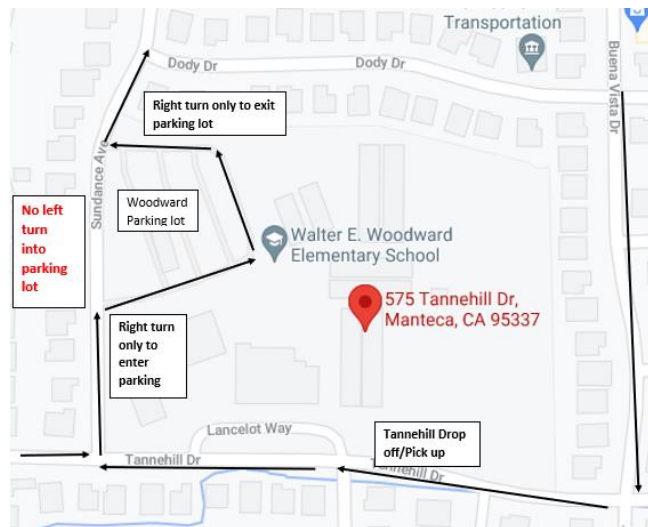 Transportation
Dody Dr
Dody Dr
Buena Vista Dr
Right turn only to exit
parking lot
Sundance Ave
No left
turn
into
parking
lot
Woodward
Parking lot
Walter E. Woodward
Elementary School
575 Tannehill Dr,
Manteca, CA 95337
Right turn
only to
enter
parking
Lancelot Way
Tannehill Drop
off/Pick up
Tannehill Dr
Tannehill Dr